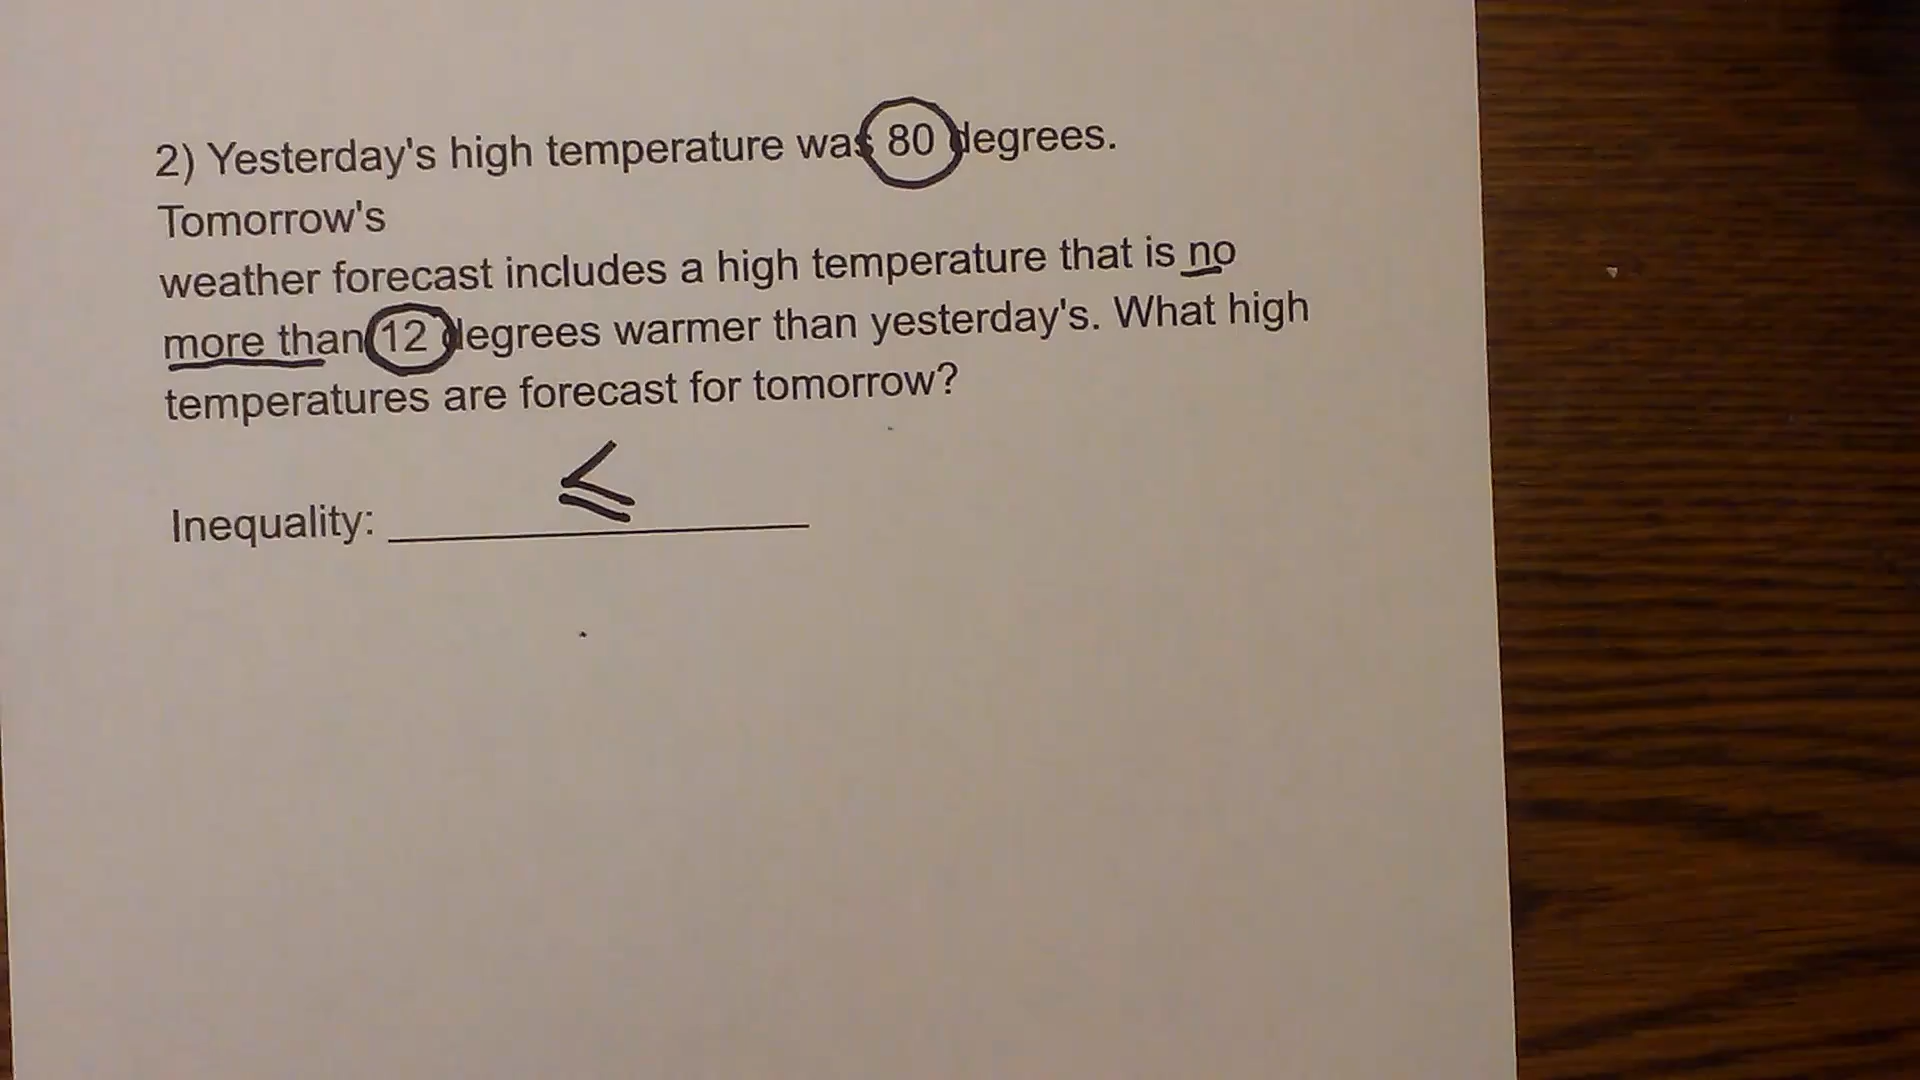 2) Yesterday's high temperature was 80 degrees.
Tomorrow's
weather forecast includes a high temperature that is no
more than 12 degrees warmer than yesterday's. What high
temperatures are forecast for tomorrow?
≤
Inequality: